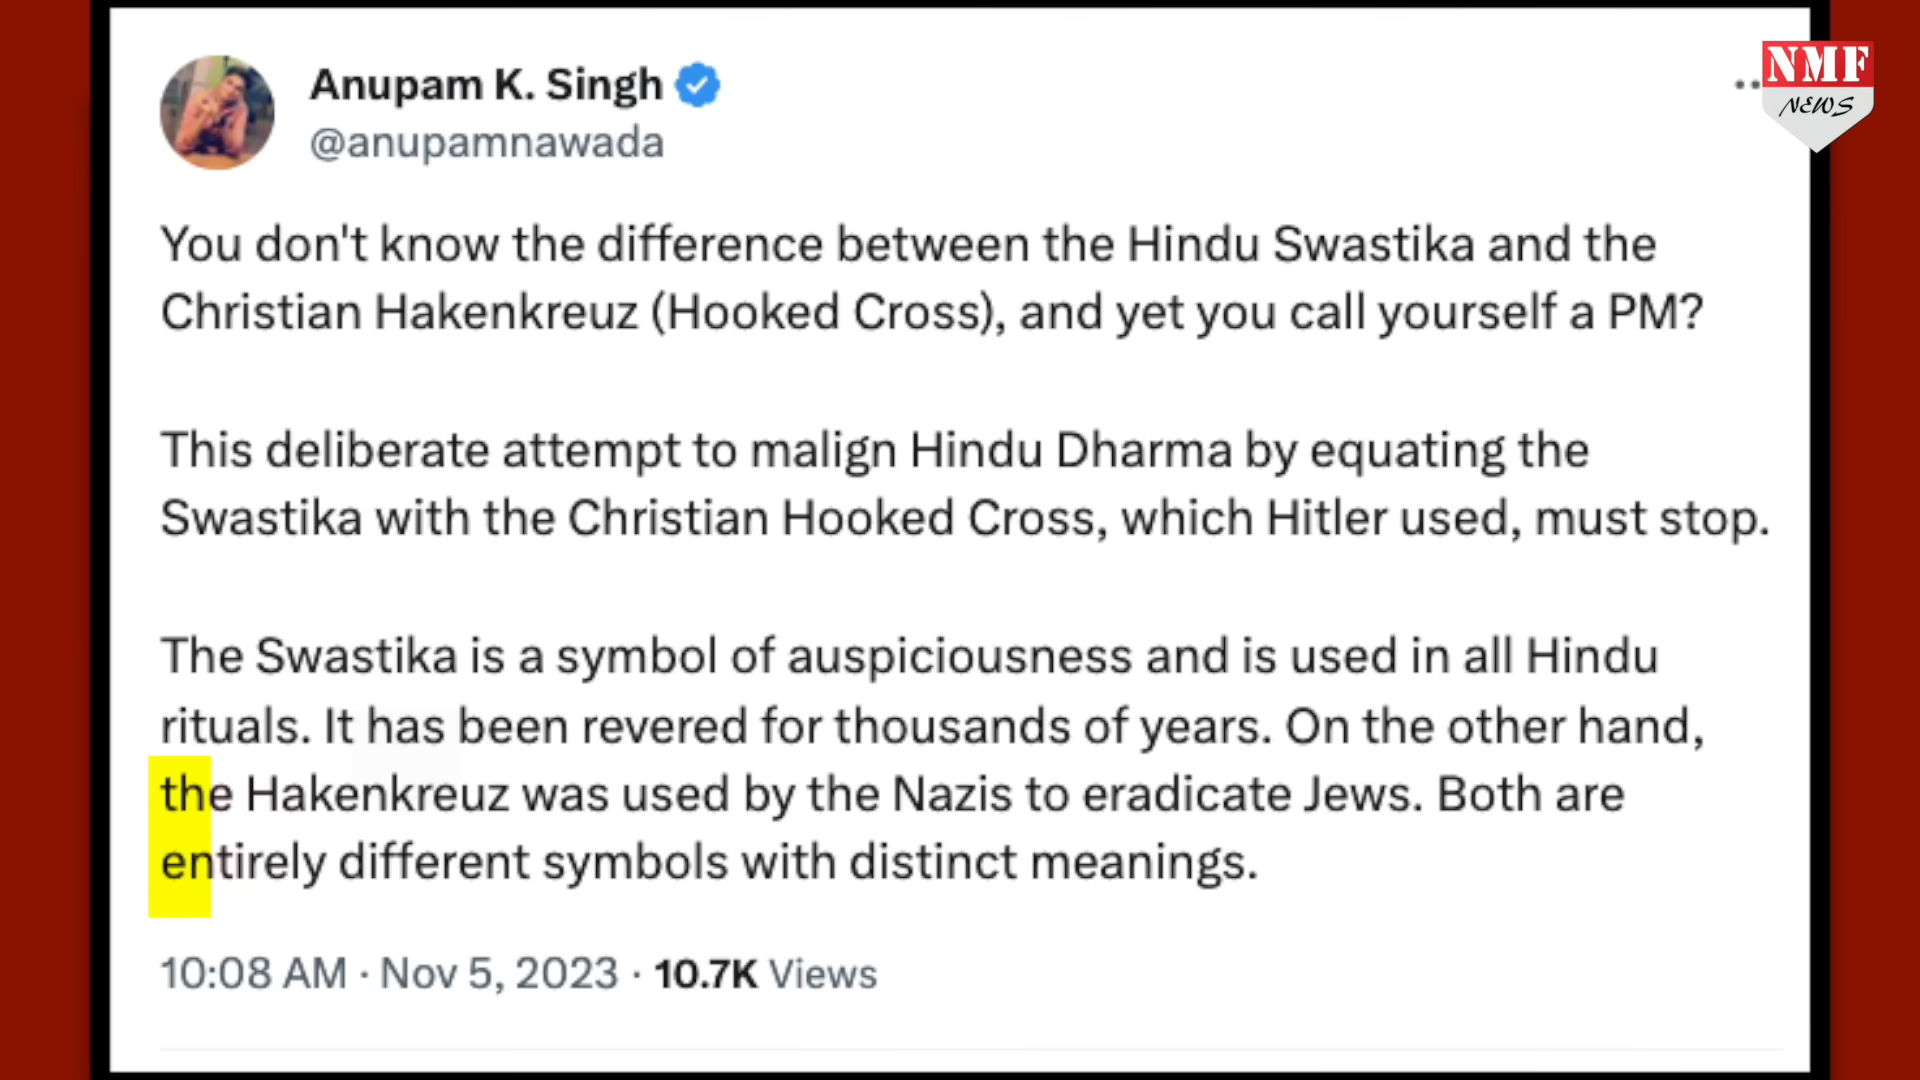 Anupam K. Singh
@anupamnawada
NMF
NEWS
You don't know the difference between the Hindu Swastika and the
Christian Hakenkreuz (Hooked Cross), and yet you call yourself a PM?
This deliberate attempt to malign Hindu Dharma by equating the
Swastika with the Christian Hooked Cross, which Hitler used, must stop.
The Swastika is a symbol of auspiciousness and is used in all Hindu
rituals. It has been revered for thousands of years. On the other hand,
the Hakenkreuz was used by the Nazis to eradicate Jews. Both are
entirely different symbols with distinct meanings.
10:08 AM · Nov 5, 2023 · 10.7K Views